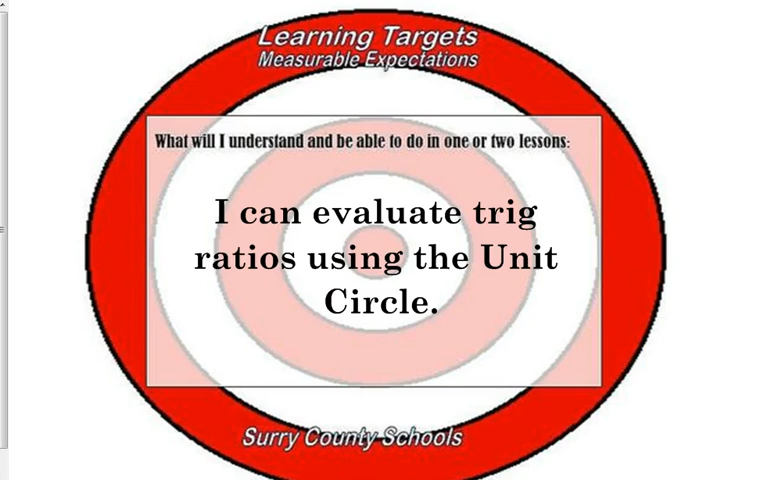 Learning Targets
Measurable Expectations
What will I understand and be able to do in one or two lessons:
I can evaluate trig
ratios using the Unit
Circle.
Surry County Schools